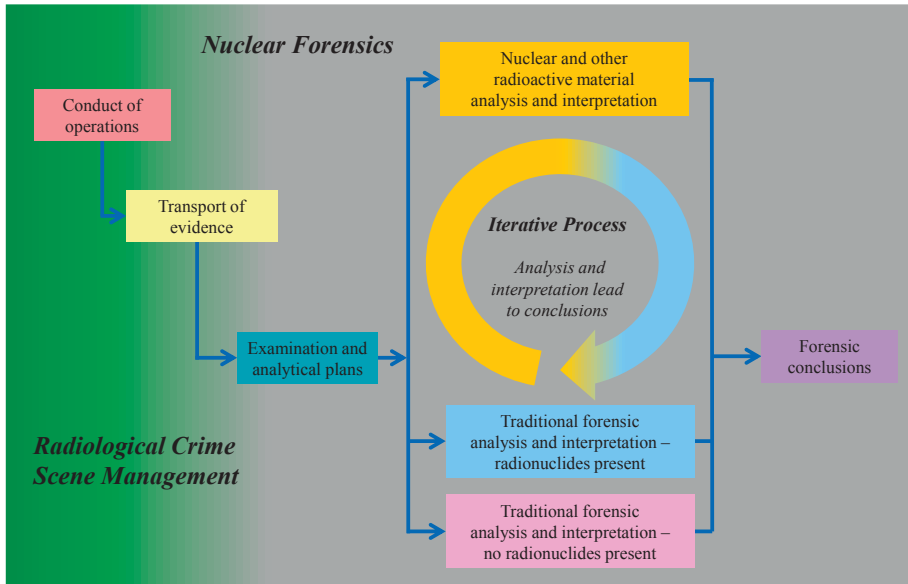 Nuclear Forensics
Conduct of
operations
Transport of
evidence
Examination and
analytical plans
Radiological Crime
Scene Management
Nuclear and other
radioactive material
analysis and interpretation
Iterative Process
Analysis and
interpretation lead
to conclusions
Traditional forensic
analysis and interpretation –
radionuclides present
Traditional forensic
analysis and interpretation –
no radionuclides present
Forensic
conclusions